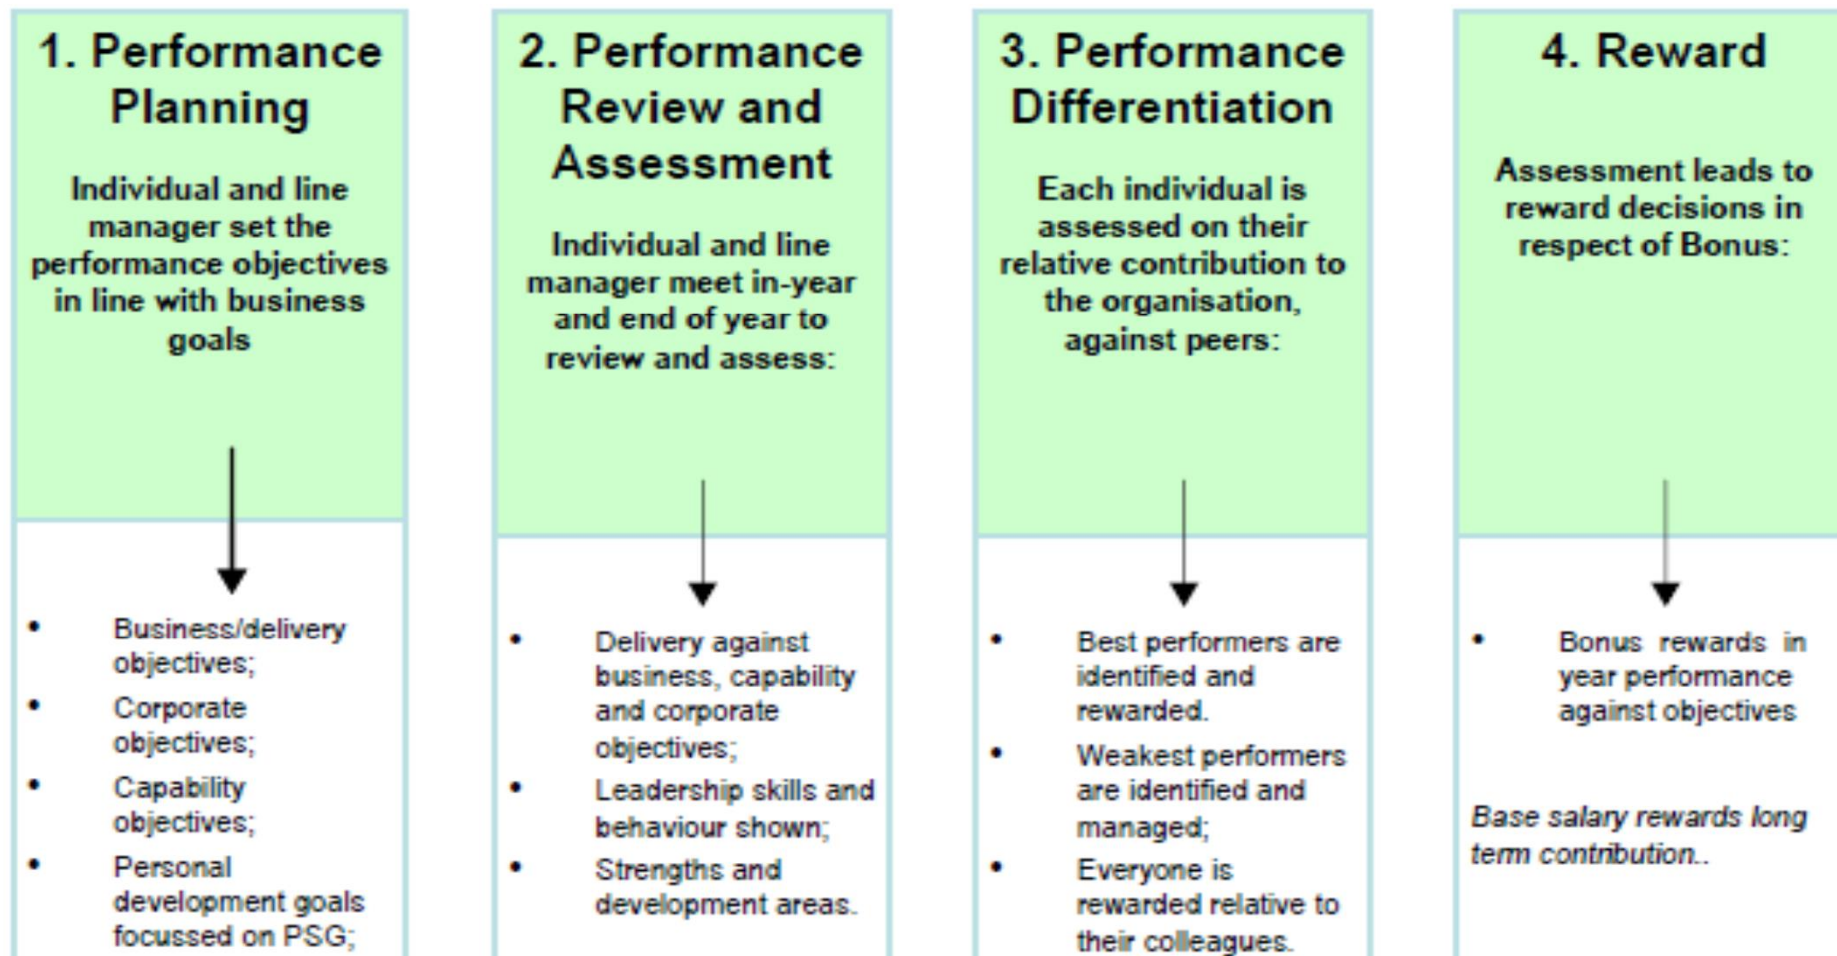 1. Performance
Planning
Individual and line
manager set the
performance objectives
in line with business
goals
• Business/delivery
objectives;
• Corporate
objectives;
• Capability
objectives;
• Personal
development goals
focussed on PSG;
2. Performance
Review and
Assessment
Individual and line
manager meet in-year
and end of year to
review and assess:
• Delivery against
business, capability
and corporate
objectives;
• Leadership skills and
behaviour shown;
• Strengths and
development areas.
3. Performance
Differentiation
Each individual is
assessed on their
relative contribution to
the organisation,
against peers:
• Best performers are
identified and
rewarded.
• Weakest performers
are identified and
managed;
• Everyone is
rewarded relative to
their colleagues.
4. Reward
Assessment leads to
reward decisions in
respect of Bonus:
• Bonus rewards in
year performance
against objectives
Base salary rewards long
term contribution..